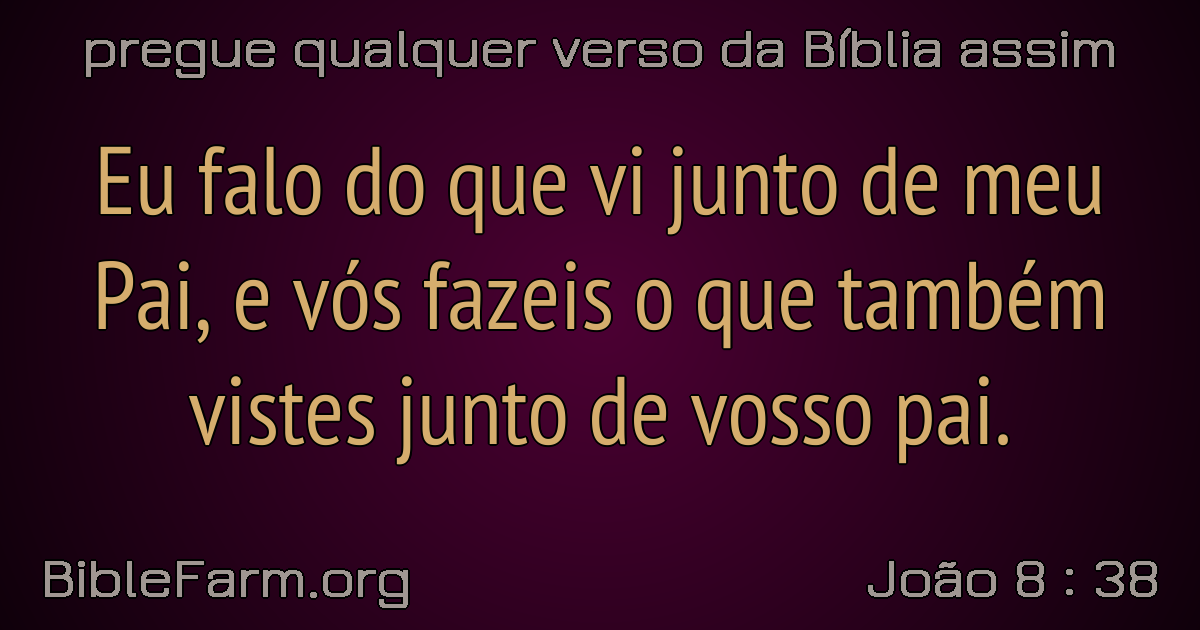 pregue qualquer verso da Bíblia assim
Eu falo do que vi junto de meu
Pai, e vós fazeis o que também
vistes junto de vosso pai.
BibleFarm.org
João 8 : 38